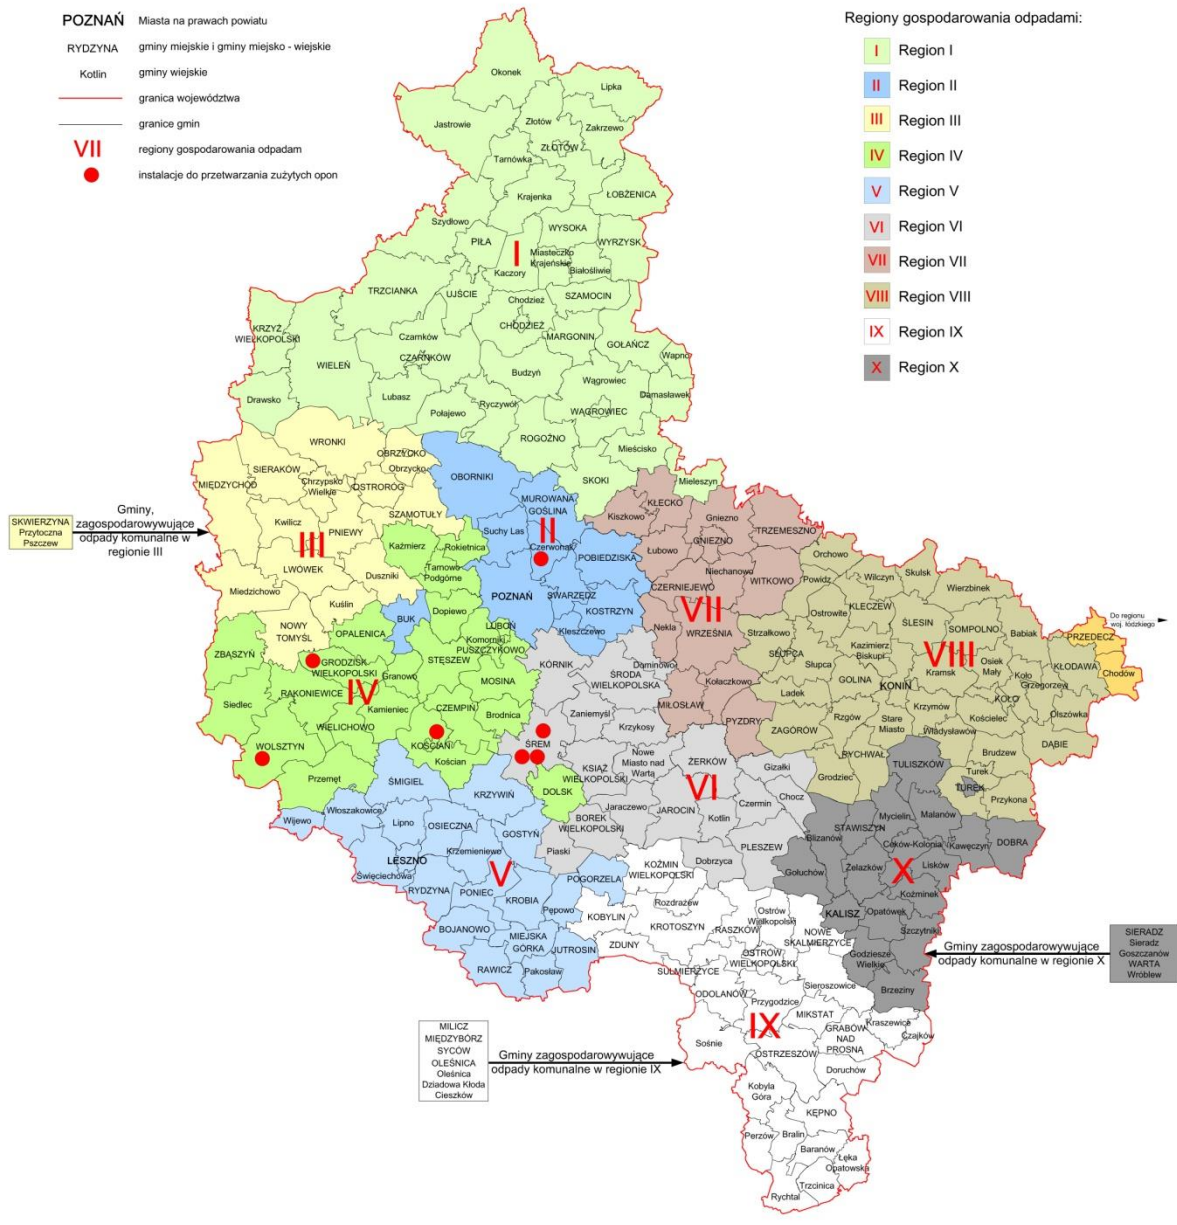 POZNAŃ Miasta na prawach powiatu
RYDZYNA gminy miejskie i gminy miejsko - wiejskie
Kotlin gminy wiejskie
granica województwa
granice gmin
VII regiony gospodarowania odpadam
instalacje do przetwarzania zużytych opon
Regiony gospodarowania odpadami:
I Region I
II Region II
III Region III
IV Region IV
V Region V
VI Region VI
VII Region VII
VIII Region VIII
IX Region IX
X Region X
Okonek
Lipka
Jastrowie
Złotów
Zakrzewo
ZŁOTÓW
Tarnówka
Krajenka
ŁOBŻENICA
Szydłowo
WYSOKA
PIŁA
WYRZYSK
I
Miasteczko
Krajeńskie
Kaczory
Białośliwie
TRZCIANKA
UJŚCIE
SZAMOCIN
Chodzież
CHODZIEŻ
KRZYŻ
WIELKOPOLSKI
MARGONIN
GOŁAŃCZ
Czarnków
CZARNKÓW
Wapno
WIELEŃ
Budzyń
Wągrowiec
Damasławek
Drawsko
Lubasz
Ryczywół
Połajewo
WĄGROWIEC
ROGOŹNO
Mieścisko
SKOKI
Mieleszyn
WRONKI
OBRZYCKO
Obrzycko
SIERAKÓW
MIĘDZYCHÓD
Chrzypsko
Wielkie
OSTRORÓG
SZAMOTUŁY
Kwilicz
PNIEWY
III
LWÓWEK
Duszniki
Miedzichowo
Kuślin
NOWY
TOMYŚL
SKWIERZYNA
Przytoczna
Pszczew
Gminy,
zagospodarowywujące
odpady komunalne w
regionie III
OBORNIKI
MUROWANA
GOŚLINA
II
Suchy Las
Czerwonak
POBIEDZISKA
POZNAŃ
SWARZĘDZ
KOSTRZYN
Kleszczewo
BUK
Kaźmierz
Rokietnica
Tarnowo
Podgórne
Dopiewo
LUBOŃ
Komorniki
PUSZCZYKOWO
OPALENICA
ZBĄSZYŃ
GRODZISK
WIELKOPOLSKI
STĘSZEW
Granowo
MOSINA
IV
RAKONIEWICE
Siedlec
Kamieniec
CZEMPIŃ
Brodnica
WIELICHOWO
WOLSZTYN
KOŚCIAN
Kościan
Przemęt
DOLSK
KŁECKO
Kiszkowo
Gniezno
TRZEMESZNO
GNIEZNO
Łubowo
Niechanowo
CZERNIEJEWO
WITKOWO
VII
Nekla
WRZEŚNIA
Kołaczkowo
MIŁOSŁAW
PYZDRY
Orchowo
Skulsk
Powidz
Wilczyn
Wierzbinek
Ostrowite
KLECZEW
ŚLESIN
SOMPOLNO
Strzałkowo
Babiak
Kazimierz
Biskupi
VIII
SŁUPCA
Słupca
Osiek
Mały
KŁODAWA
GOLINA
Kramsk
Koło
KONIN
Grzegorzew
KOŁO
Lądek
Krzymów
Olszówka
Rzgów
Stare
Miasto
Kościelec
ZAGÓRÓW
Władysławów
RYCHWAŁ
DĄBIE
Brudzew
Grodziec
Turek
Przykona
PRZEDECZ
Chodów
Do regionu
woj. łódzkiego
KÓRNIK
Dominowo
ŚRODA
WIELKOPOLSKA
Zaniemyśl
Krzykosy
ŚREM
Nowe
Miasto nad
Wartą
KSIĄŻ
WIELKOPOLSKI
ŻERKÓW
Gizałki
VI
Jaraczewo
JAROCIN
Czermin
Chocz
BOREK
WIELKOPOLSKI
Kotlin
Piaski
PLESZEW
Dobrzyca
ŚMIGIEL
KRZYWIŃ
Wijewo
Włoszakowice
Lipno
OSIECZNA
GOSTYŃ
Krzemieniewo
LESZNO
Święciechowa
V
POGORZELA
RYDZYNA
PONIEC
KROBIA
Pępowo
BOJANOWO
MIEJSKA
GÓRKA
JUTROSIN
RAWICZ
Pakosław
TULISZKÓW
TUREK
Mycielin
Malanów
STAWISZYN
Blizanów
Ceków-Kolonia
Kawęczyn
DOBRA
Gołuchów
Żelazków
X
Lisków
Koźminek
KALISZ
Opatówek
Szczytniki
Godziesze
Wielkie
Brzeziny
SIERADZ
Sieradz
Goszczanów
WARTA
Wróblew
Gminy zagospodarowywujące
odpady komunalne w regionie X
KOŹMIN
WIELKOPOLSKI
Rozdrażew
KOBYLIN
Ostrów
Wielkopolski
KROTOSZYN
RASZKÓW
NOWE
SKALMIERZYCE
ZDUNY
OSTRÓW
WIELKOPOLSKI
SULMIERZYCE
Sieroszowice
ODOLANÓW
Przygodzice
MIKSTAT
Kraszewice
IX
GRABÓW
NAD
PROSNĄ
Czajków
Sośnie
OSTRZESZÓW
Doruchów
Kobyla
Góra
KĘPNO
Perzów
Bralin
Baranów
Łęka
Opatowska
Trzcinica
Rychtal
MILICZ
MIĘDZYBÓRZ
SYCÓW
OLEŚNICA
Oleśnica
Dziadowa Kłoda
Cieszków
Gminy zagospodarowywujące
odpady komunalne w regionie IX